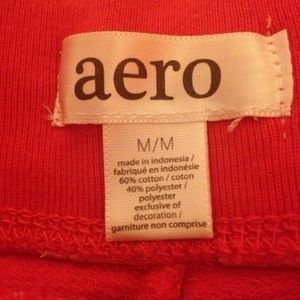 aero
M/M
made in indonesia /
fabriqué en indonésie
60% cotton / coton
40% polyester /
polyester
exclusive of
decoration /
garniture non comprise